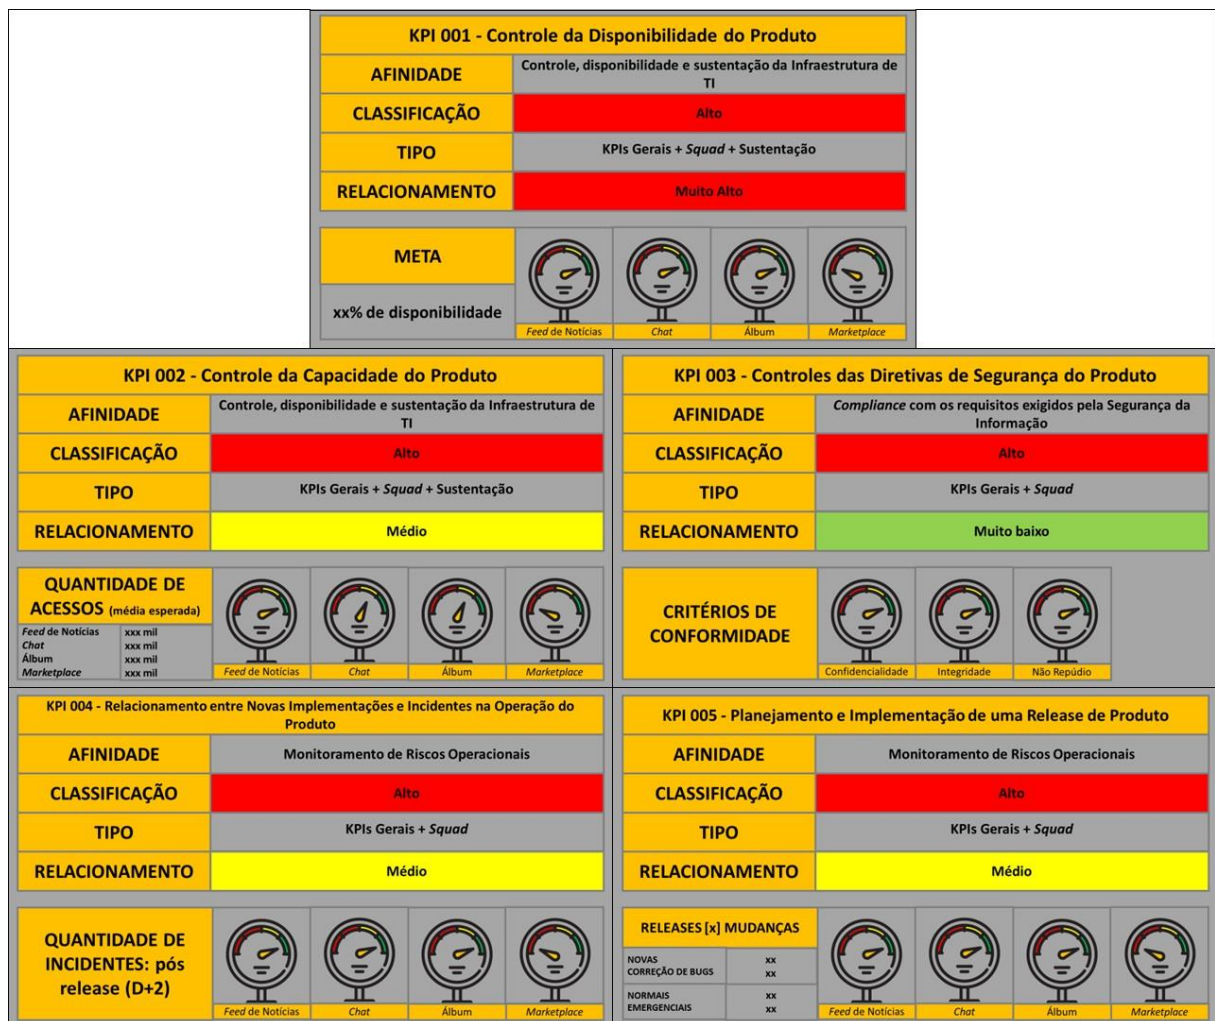 KPI 001 - Controle da Disponibilidade do Produto
AFINIDADE
Controle, disponibilidade e sustentação da Infraestrutura de
TI
CLASSIFICAÇÃO
Alto
TIPO
KPIs Gerais + Squad + Sustentação
RELACIONAMENTO
Muito Alto
META
xx% de disponibilidade
Feed de Notícias
Chat
Álbum
Marketplace
KPI 002 - Controle da Capacidade do Produto
AFINIDADE
Controle, disponibilidade e sustentação da Infraestrutura de
TI
CLASSIFICAÇÃO
Alto
TIPO
KPIs Gerais + Squad + Sustentação
RELACIONAMENTO
Médio
QUANTIDADE DE
ACESSOS (média esperada)
Feed de Notícias xxx mil
Chat xxx mil
Álbum xxx mil
Marketplace xxx mil
Feed de Notícias
Chat
Álbum
Marketplace
KPI 003 - Controles das Diretivas de Segurança do Produto
AFINIDADE
Compliance com os requisitos exigidos pela Segurança da
Informação
CLASSIFICAÇÃO
Alto
TIPO
KPIs Gerais + Squad
RELACIONAMENTO
Muito baixo
CRITÉRIOS DE
CONFORMIDADE
Confidencialidade
Integridade
Não Repúdio
KPI 004 - Relacionamento entre Novas Implementações e Incidentes na Operação do
Produto
AFINIDADE
Monitoramento de Riscos Operacionais
CLASSIFICAÇÃO
Alto
TIPO
KPIs Gerais + Squad
RELACIONAMENTO
Médio
QUANTIDADE DE
INCIDENTES: pós
release (D+2)
Feed de Notícias
Chat
Álbum
Marketplace
KPI 005 - Planejamento e Implementação de uma Release de Produto
AFINIDADE
Monitoramento de Riscos Operacionais
CLASSIFICAÇÃO
Alto
TIPO
KPIs Gerais + Squad
RELACIONAMENTO
Médio
RELEASES [x] MUDANÇAS
NOVAS xx
CORREÇÃO DE BUGS xx
NORMAIS xx
EMERGENCIAIS xx
Feed de Notícias
Chat
Álbum
Marketplace